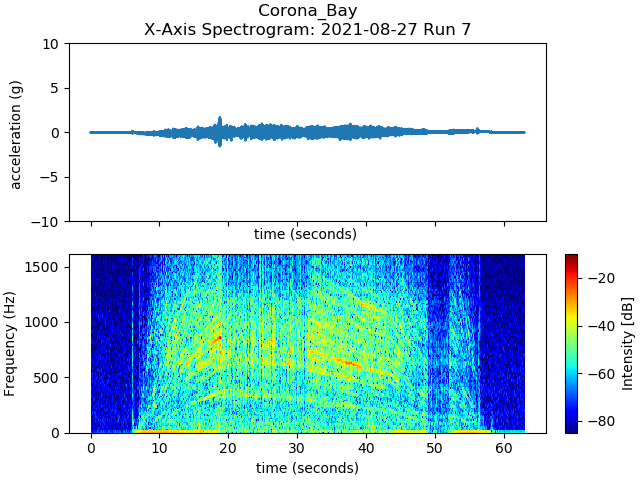 Corona_Bay
X-Axis Spectrogram: 2021-08-27 Run 7
10
5
0
−5
−10
acceleration (g)
time (seconds)
1500
1000
500
0
Frequency (Hz)
0 10 20 30 40 50 60
time (seconds)
−20
−40
−60
−80
Intensity [dB]